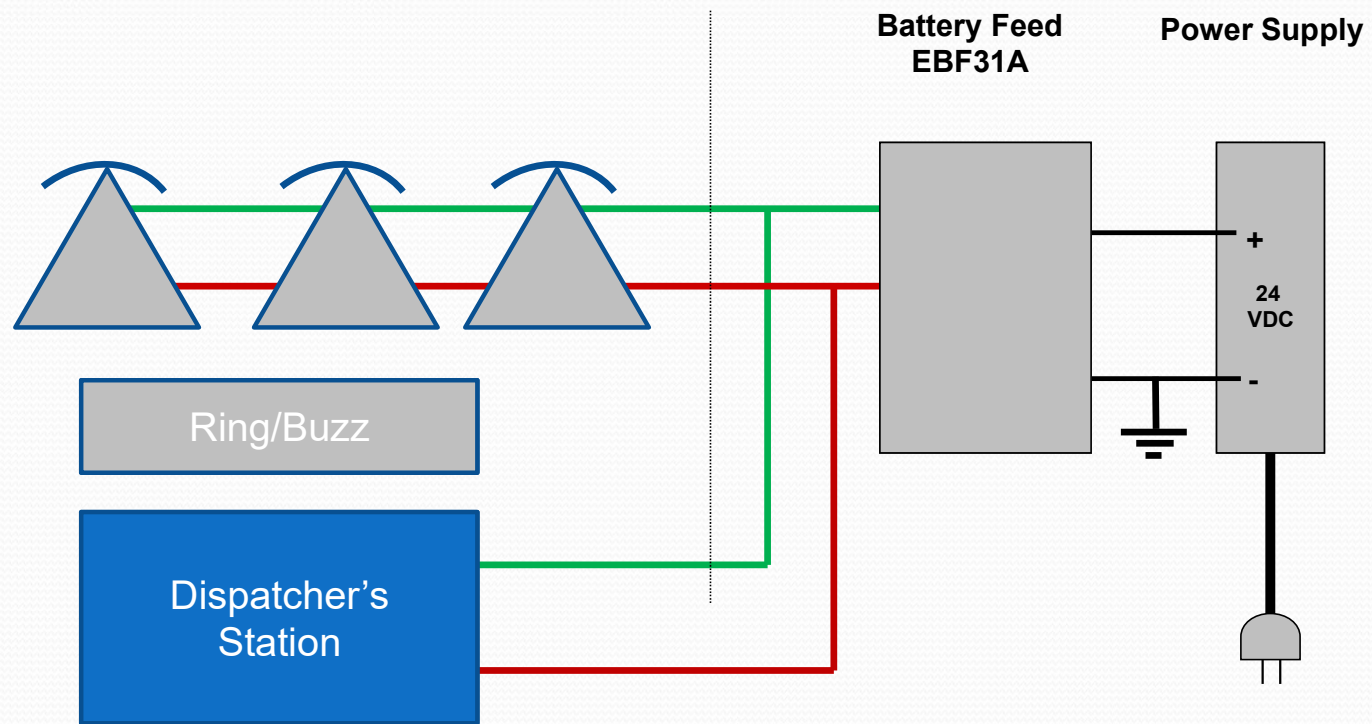 Battery Feed
EBF31A
Power Supply
+
24
VDC
-
Ring/Buzz
Dispatcher’s
Station